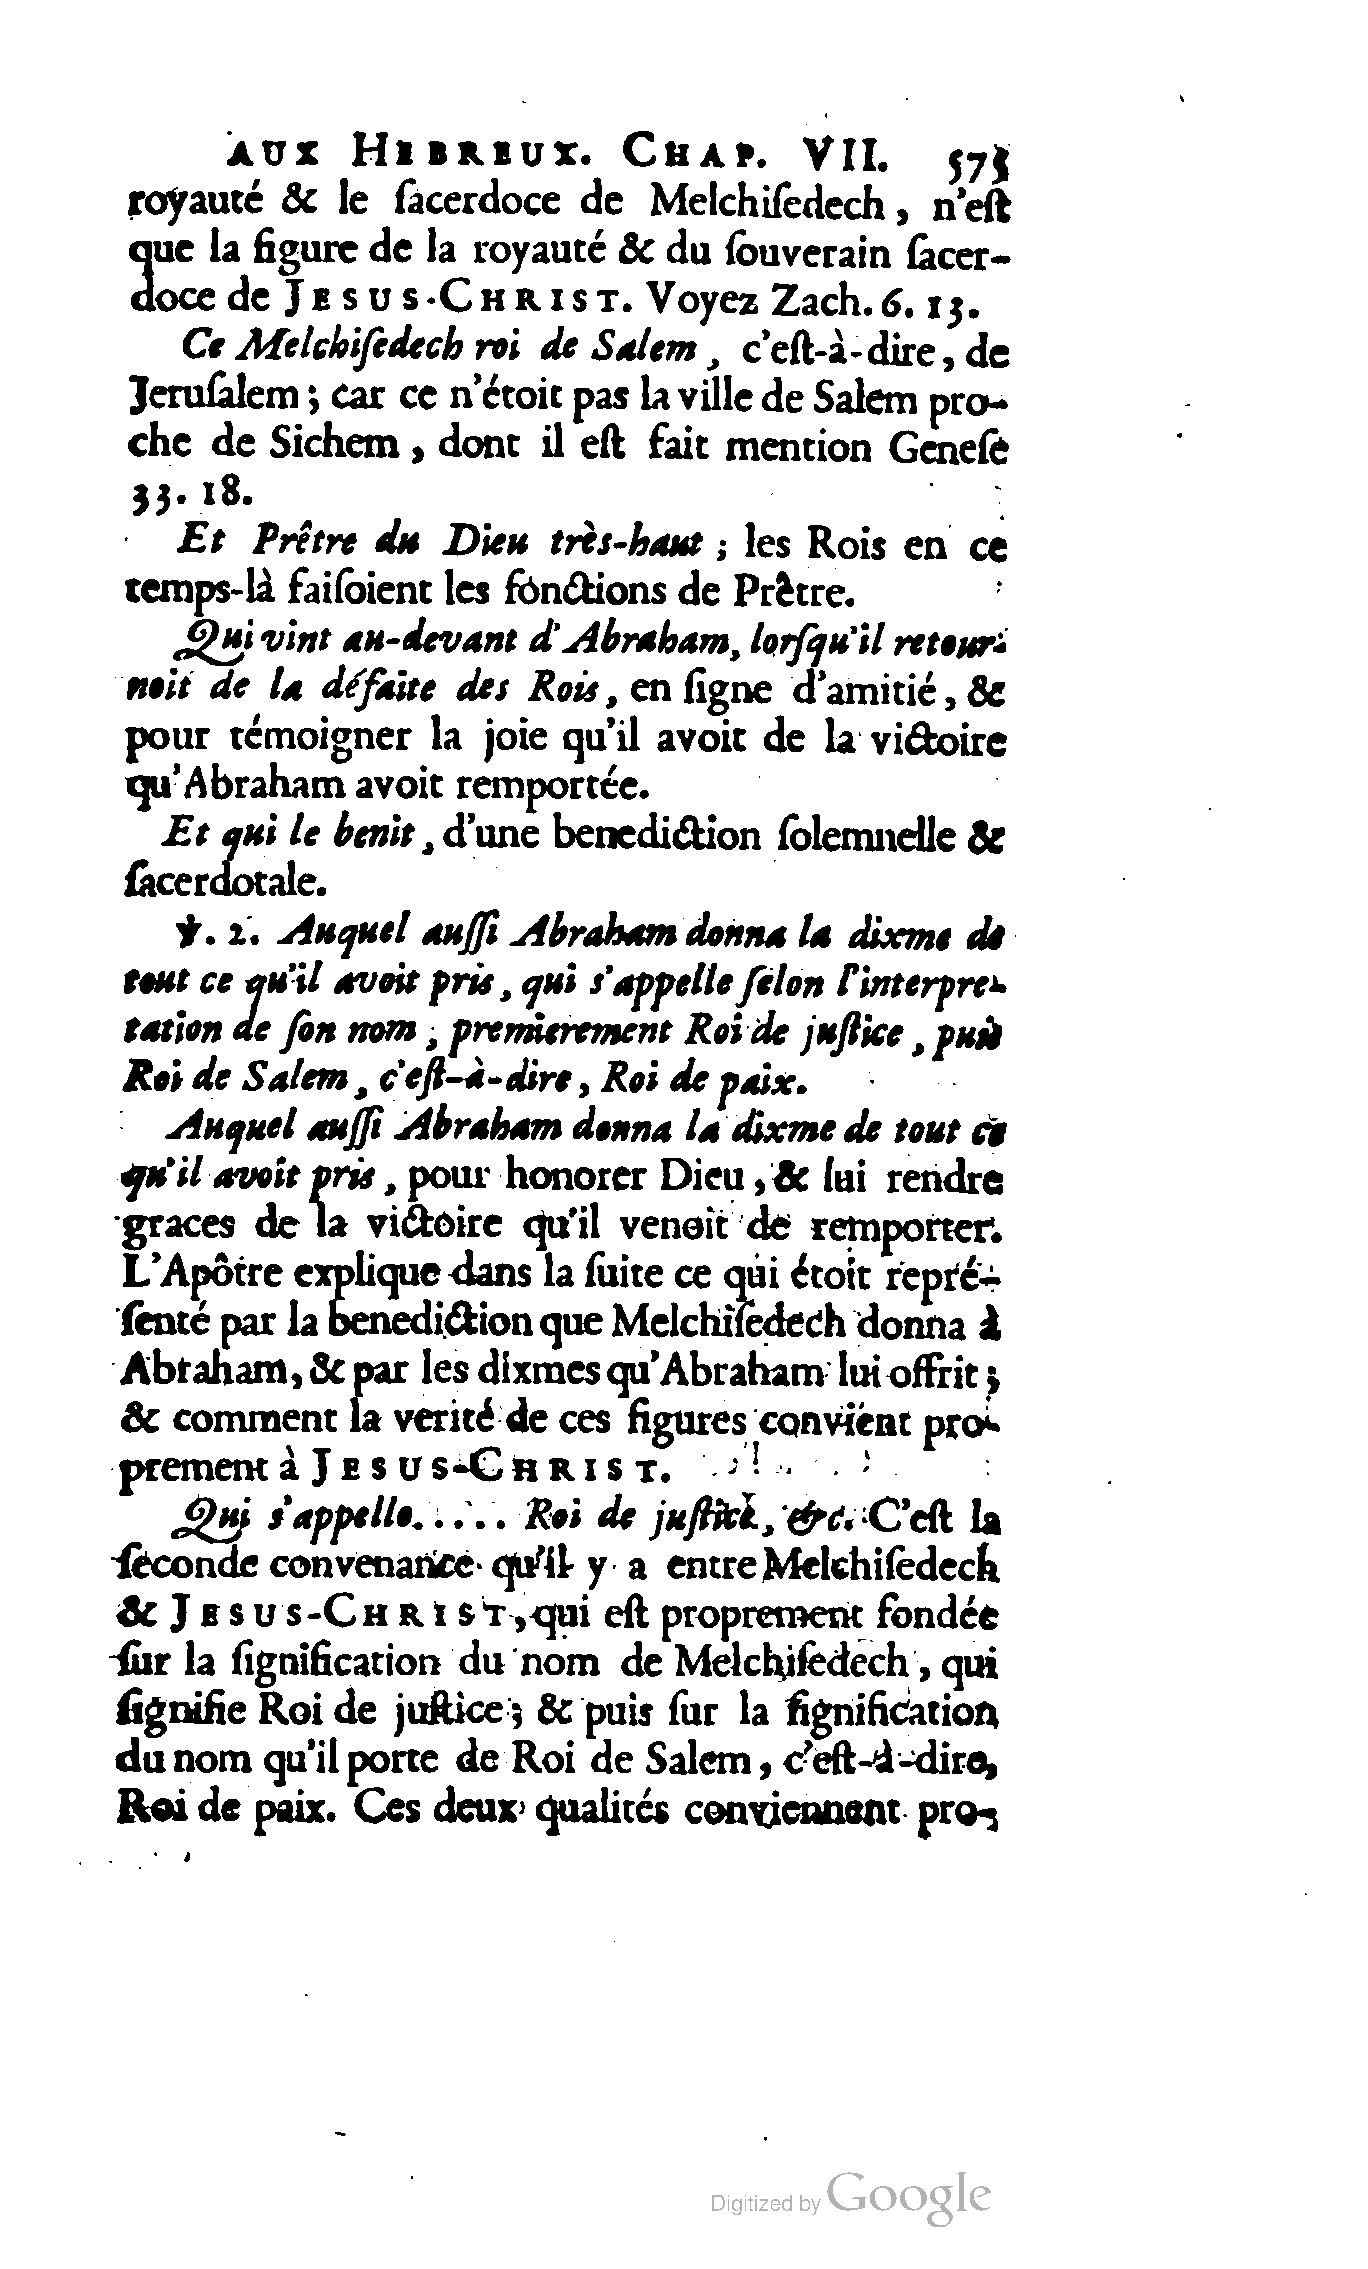 AUX HEBREUX. CHAP. VII. 575
royauté & le ſacerdoce de Melchiſedech, n'eſt
que la figure de la royauté & du ſouverain ſacer-
doce de JESUS-CHRIST. Voyez Zach. 6. 13.
Ce Melchiſedech roi de Salem, c'eſt-à-dire, de
Jeruſalem; car ce n'étoit pas la ville de Salem pro-
che de Sichem, dont il eſt fait mention Geneſe
33. 18.
Et Prêtre du Dieu très-haut; les Rois en ce
temps-là faiſoient les fonctions de Prêtre.
Qui vint au-devant d'Abraham, lorſqu'il retour-
noit de la défaite des Rois, en ſigne d'amitié, &
pour témoigner la joie qu'il avoit de la victoire
qu'Abraham avoit remportée.
Et qui le benit, d'une benediction ſolemnelle &
ſacerdotale.
℣. 2. Auquel auſſi Abraham donna la dixme de
tout ce qu'il avoit pris, qui s'appelle ſelon l'interpre-
tation de ſon nom, premierement Roi de juſtice, puis
Roi de Salem, c'eſt-à-dire, Roi de paix.
Auquel auſſi Abraham donna la dixme de tout ce
qu'il avoit pris, pour honorer Dieu, & lui rendre
graces de la victoire qu'il venoit de remporter.
L'Apôtre explique dans la ſuite ce qui étoit repré-
ſenté par la benediction que Melchiſedech donna à
Abraham, & par les dixmes qu'Abraham lui offrit;
& comment la verité de ces figures convient pro-
prement à JESUS-CHRIST.
Qui s'appelle..... Roi de juſtice, &c. C'eſt la
ſeconde convenance qu'il y a entre Melchiſedech
& JESUS-CHRIST, qui eſt proprement fondée
ſur la ſignification du nom de Melchiſedech, qui
ſignifie Roi de juſtice; & puis ſur la ſignification
du nom qu'il porte de Roi de Salem, c'eſt-à-dire,
Roi de paix. Ces deux qualités conviennent pro-
Digitized by Google